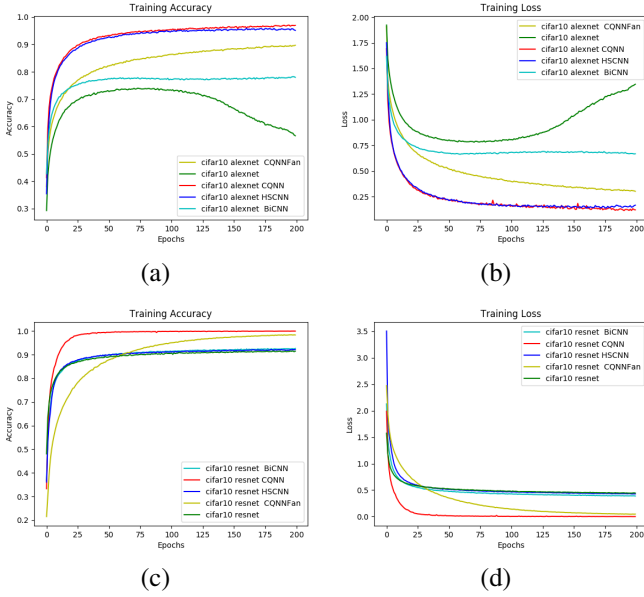 Training Accuracy
1.0
0.9
0.8
0.7
0.6
0.5
0.4
0.3
Accuracy
cifar10 alexnet CQNNFan
cifar10 alexnet
cifar10 alexnet CQNN
cifar10 alexnet HSCNN
cifar10 alexnet BiCNN
0 25 50 75 100 125 150 175 200
Epochs
(a)
Training Loss
2.00
1.75
1.50
1.25
1.00
0.75
0.50
0.25
Loss
cifar10 alexnet CQNNFan
cifar10 alexnet
cifar10 alexnet CQNN
cifar10 alexnet HSCNN
cifar10 alexnet BiCNN
0 25 50 75 100 125 150 175 200
Epochs
(b)
Training Accuracy
1.0
0.9
0.8
0.7
0.6
0.5
0.4
0.3
0.2
Accuracy
cifar10 resnet BiCNN
cifar10 resnet CQNN
cifar10 resnet HSCNN
cifar10 resnet CQNNFan
cifar10 resnet
0 25 50 75 100 125 150 175 200
Epochs
(c)
Training Loss
3.5
3.0
2.5
2.0
1.5
1.0
0.5
0.0
Loss
cifar10 resnet BiCNN
cifar10 resnet CQNN
cifar10 resnet HSCNN
cifar10 resnet CQNNFan
cifar10 resnet
0 25 50 75 100 125 150 175 200
Epochs
(d)